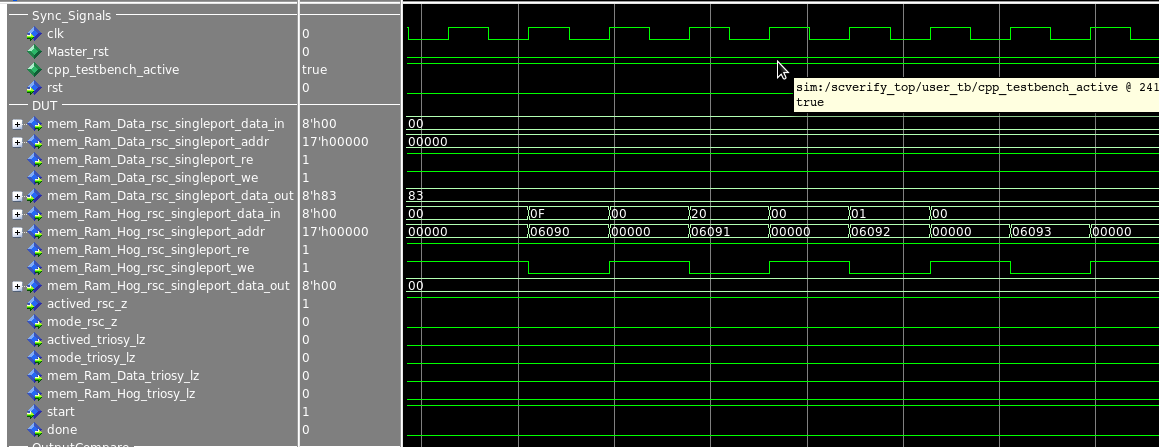 Sync_Signals
clk 0
Master_rst 0
cpp_testbench_active true
sim:/scverify_top/user_tb/cpp_testbench_active @ 241
true
rst 0
DUT
mem_Ram_Data_rsc_singleport_data_in 8'h00 00
mem_Ram_Data_rsc_singleport_addr 17'h00000 00000
mem_Ram_Data_rsc_singleport_re 1
mem_Ram_Data_rsc_singleport_we 1
mem_Ram_Data_rsc_singleport_data_out 8'h83 83
mem_Ram_Hog_rsc_singleport_data_in 8'h00 00 0F 00 20 00 01 00
mem_Ram_Hog_rsc_singleport_addr 17'h00000 00000 06090 00000 06091 00000 06092 00000 06093 00000
mem_Ram_Hog_rsc_singleport_re 1
mem_Ram_Hog_rsc_singleport_we 1
mem_Ram_Hog_rsc_singleport_data_out 8'h00 00
actived_rsc_z 1
mode_rsc_z 0
actived_triosy_lz 0
mode_triosy_lz 0
mem_Ram_Data_triosy_lz 0
mem_Ram_Hog_triosy_lz 0
start 1
done 0
OutputCompare